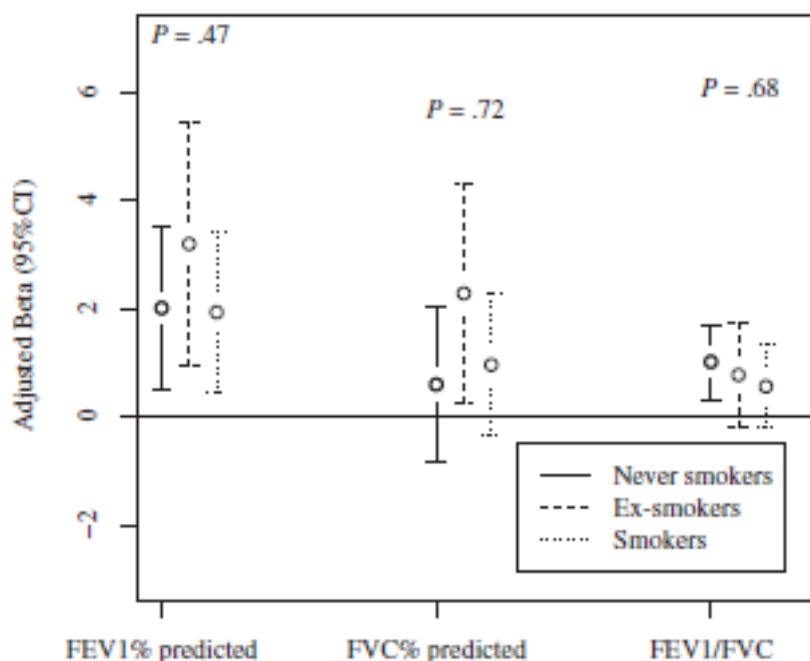 P = .47
P = .72
P = .68
6
4
2
0
−2
Adjusted Beta (95%CI)
Never smokers
Ex-smokers
Smokers
FEV1% predicted
FVC% predicted
FEV1/FVC